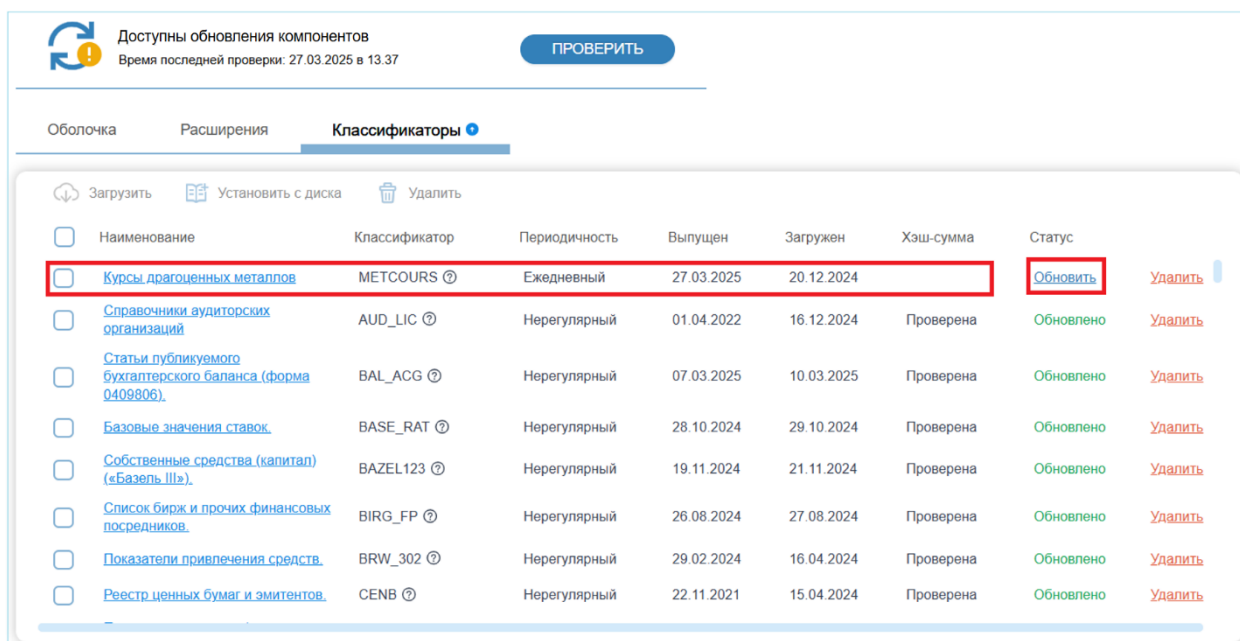 Доступны обновления компонентов
Время последней проверки: 27.03.2025 в 13.37
ПРОВЕРИТЬ
Оболочка Расширения Классификаторы
Загрузить Установить с диска Удалить
Наименование Классификатор Периодичность Выпущен Загружен Хэш-сумма Статус
Курсы драгоценных металлов METCOURS ? Ежедневный 27.03.2025 20.12.2024 Обновить Удалить
Справочники аудиторских
организаций AUD_LIC ? Нерегулярный 01.04.2022 16.12.2024 Проверена Обновлено Удалить
Статьи публикуемого
бухгалтерского баланса (форма
0409806). BAL_ACG ? Нерегулярный 07.03.2025 10.03.2025 Проверена Обновлено Удалить
Базовые значения ставок. BASE_RAT ? Нерегулярный 28.10.2024 29.10.2024 Проверена Обновлено Удалить
Собственные средства (капитал)
(«Базель III»). BAZEL123 ? Нерегулярный 19.11.2024 21.11.2024 Проверена Обновлено Удалить
Список бирж и прочих финансовых
посредников. BIRG_FP ? Нерегулярный 26.08.2024 27.08.2024 Проверена Обновлено Удалить
Показатели привлечения средств. BRW_302 ? Нерегулярный 29.02.2024 16.04.2024 Проверена Обновлено Удалить
Реестр ценных бумаг и эмитентов. CENB ? Нерегулярный 22.11.2021 15.04.2024 Проверена Обновлено Удалить